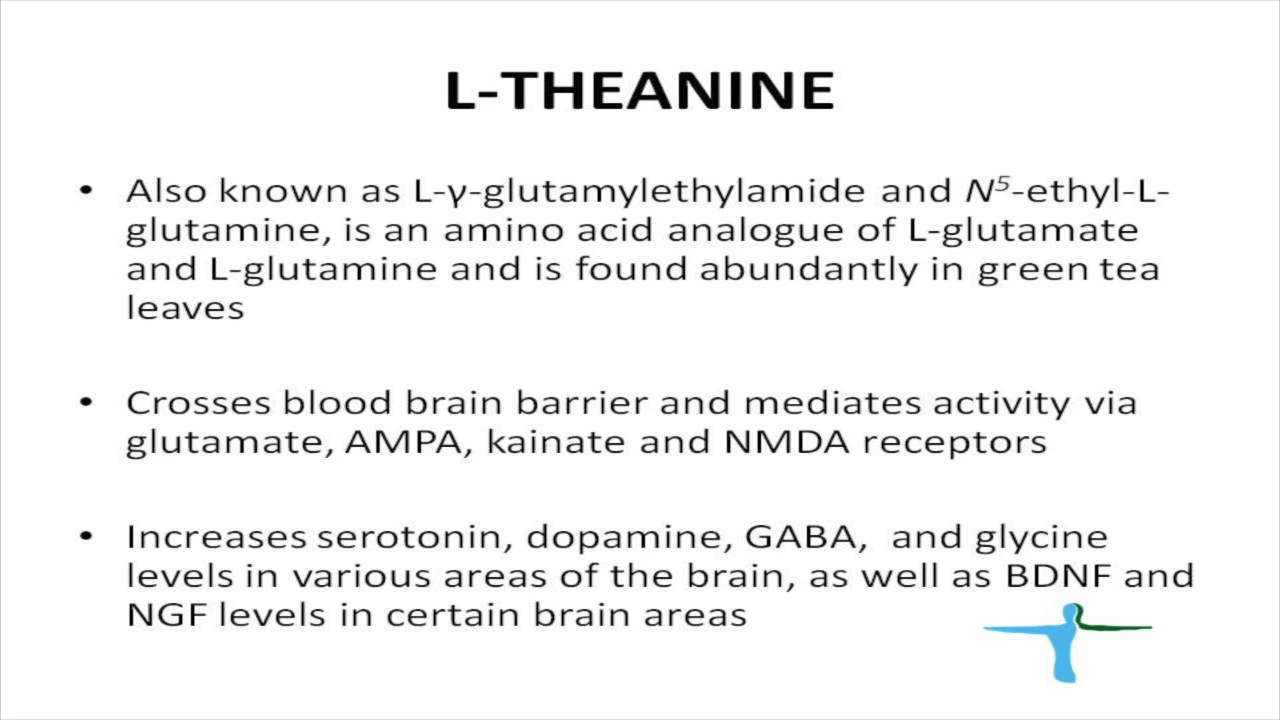 L-THEANINE
• Also known as L-γ-glutamylethylamide and N⁵-ethyl-L-
glutamine, is an amino acid analogue of L-glutamate
and L-glutamine and is found abundantly in green tea
leaves
• Crosses blood brain barrier and mediates activity via
glutamate, AMPA, kainate and NMDA receptors
• Increases serotonin, dopamine, GABA,  and glycine
levels in various areas of the brain, as well as BDNF and
NGF levels in certain brain areas